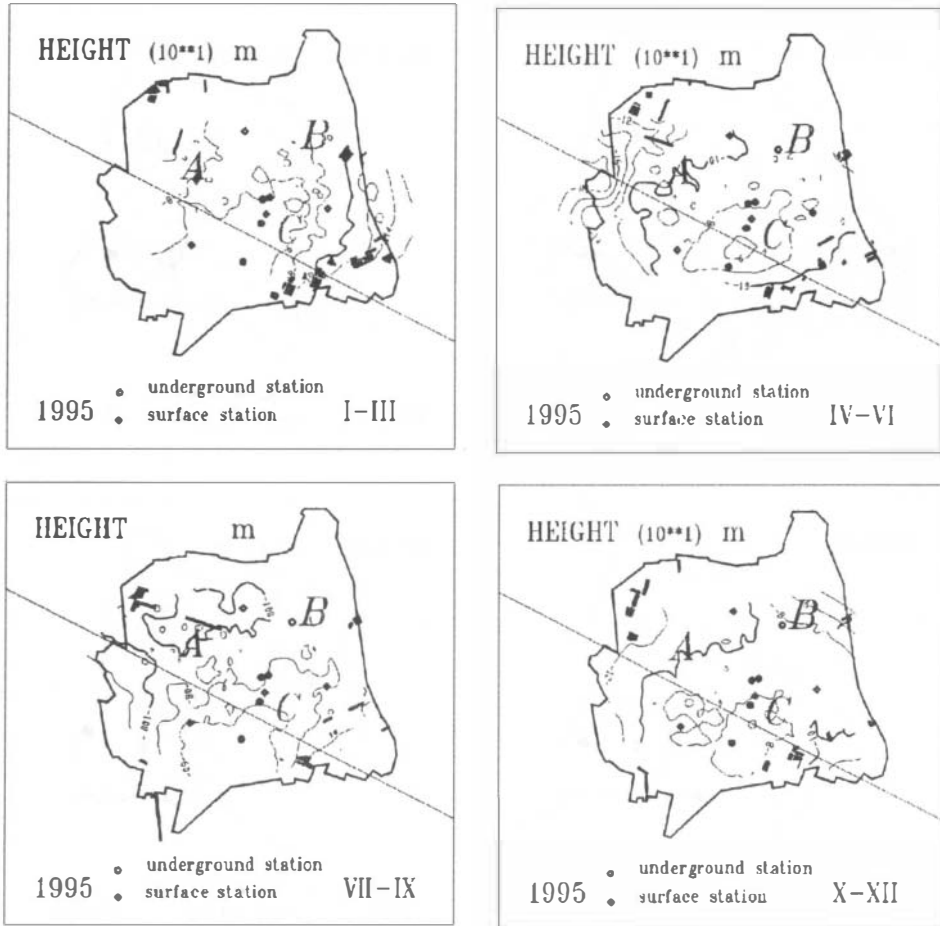 HEIGHT (10**1) m
B
A
C
underground station
1995 surface station I-III
HEIGHT (10**1) m
B
A
C
underground station
1995 surface station IV-VI
HEIGHT m
B
A
C
underground station
1995 surface station VII-IX
HEIGHT (10**1) m
B
A
C
underground station
1995 surface station X-XII